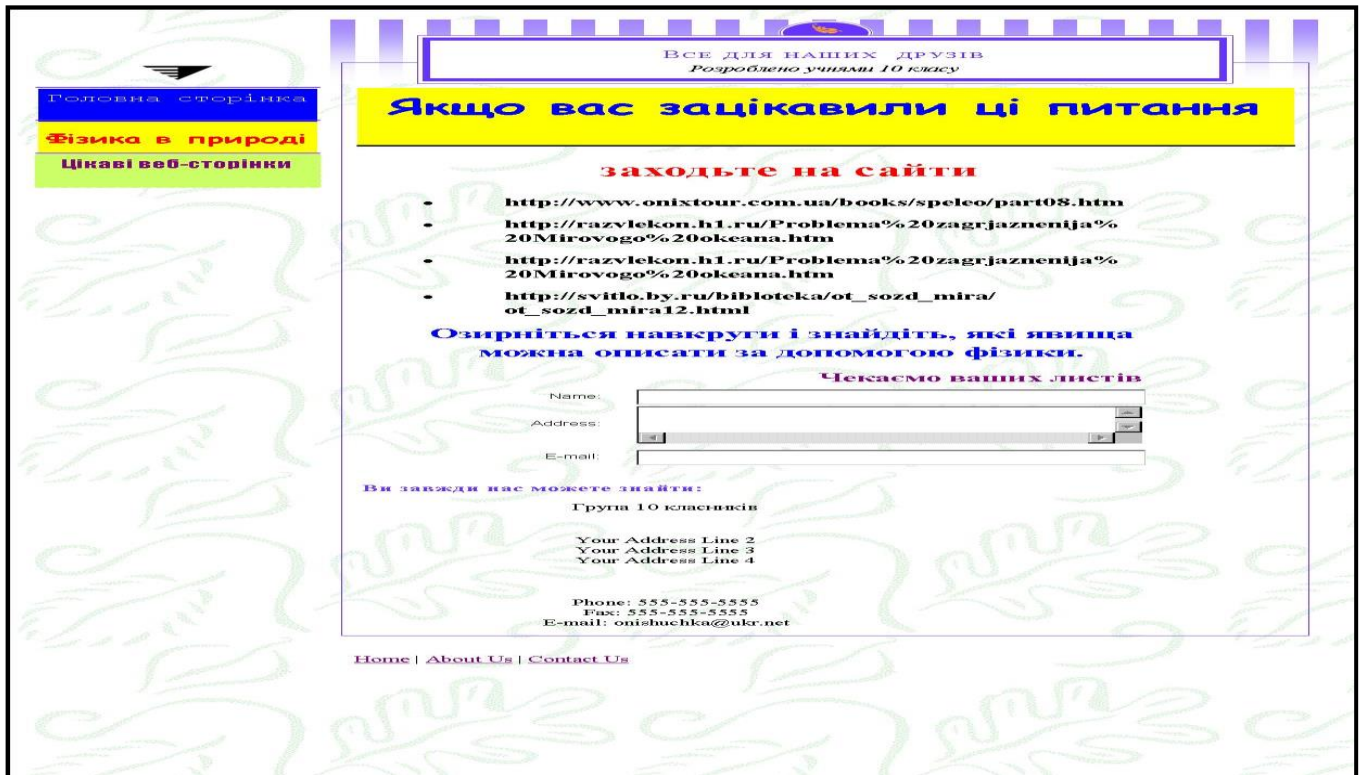 Все для наших друзів
Розроблено учнями 10 класу
Головна сторінка
Фізика в природі
Цікаві веб-сторінки
Якщо вас зацікавили ці питання
заходьте на сайти
• http://www.onixtour.com.ua/books/speleo/part08.htm
• http://razvlekon.h1.ru/Problema%20zagrjaznenija%
20Mirovogo%20okeana.htm
• http://razvlekon.h1.ru/Problema%20zagrjaznenija%
20Mirovogo%20okeana.htm
• http://svitlo.by.ru/bibloteka/ot_sozd_mira/
ot_sozd_mira12.html
Озирніться навкруги і знайдіть, які явища
можна описати за допомогою фізики.
Чекаємо ваших листів
Name:
Address:
E-mail:
Ви завжди нас можете знайти:
Група 10 класників
Your Address Line 2
Your Address Line 3
Your Address Line 4
Phone: 555-555-5555
Fax: 555-555-5555
E-mail: onishuchka@ukr.net
Home | About Us | Contact Us